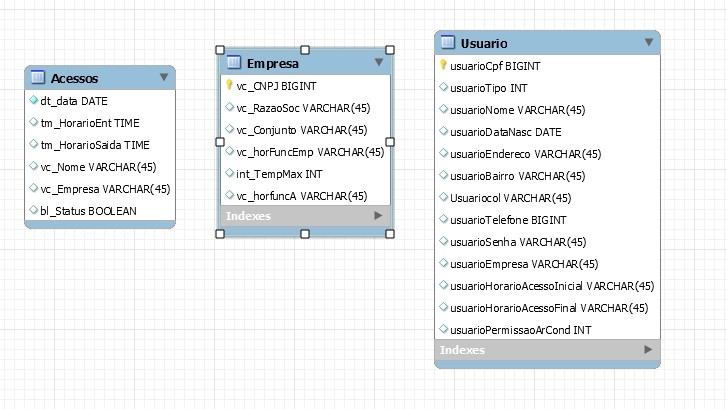 Acessos
dt_data DATE
tm_HorarioEnt TIME
tm_HorarioSaida TIME
vc_Nome VARCHAR(45)
vc_Empresa VARCHAR(45)
bl_Status BOOLEAN
Empresa
vc_CNPJ BIGINT
vc_RazaoSoc VARCHAR(45)
vc_Conjunto VARCHAR(45)
vc_horFuncEmp VARCHAR(45)
int_TempMax INT
vc_horfuncA VARCHAR(45)
Indexes
Usuario
usuarioCpf BIGINT
usuarioTipo INT
usuarioNome VARCHAR(45)
usuarioDataNasc DATE
usuarioEndereco VARCHAR(45)
usuarioBairro VARCHAR(45)
Usuariocol VARCHAR(45)
usuarioTelefone BIGINT
usuarioSenha VARCHAR(45)
usuarioEmpresa VARCHAR(45)
usuarioHorarioAcessoInicial VARCHAR(45)
usuarioHorarioAcessoFinal VARCHAR(45)
usuarioPermissaoArCond INT
Indexes